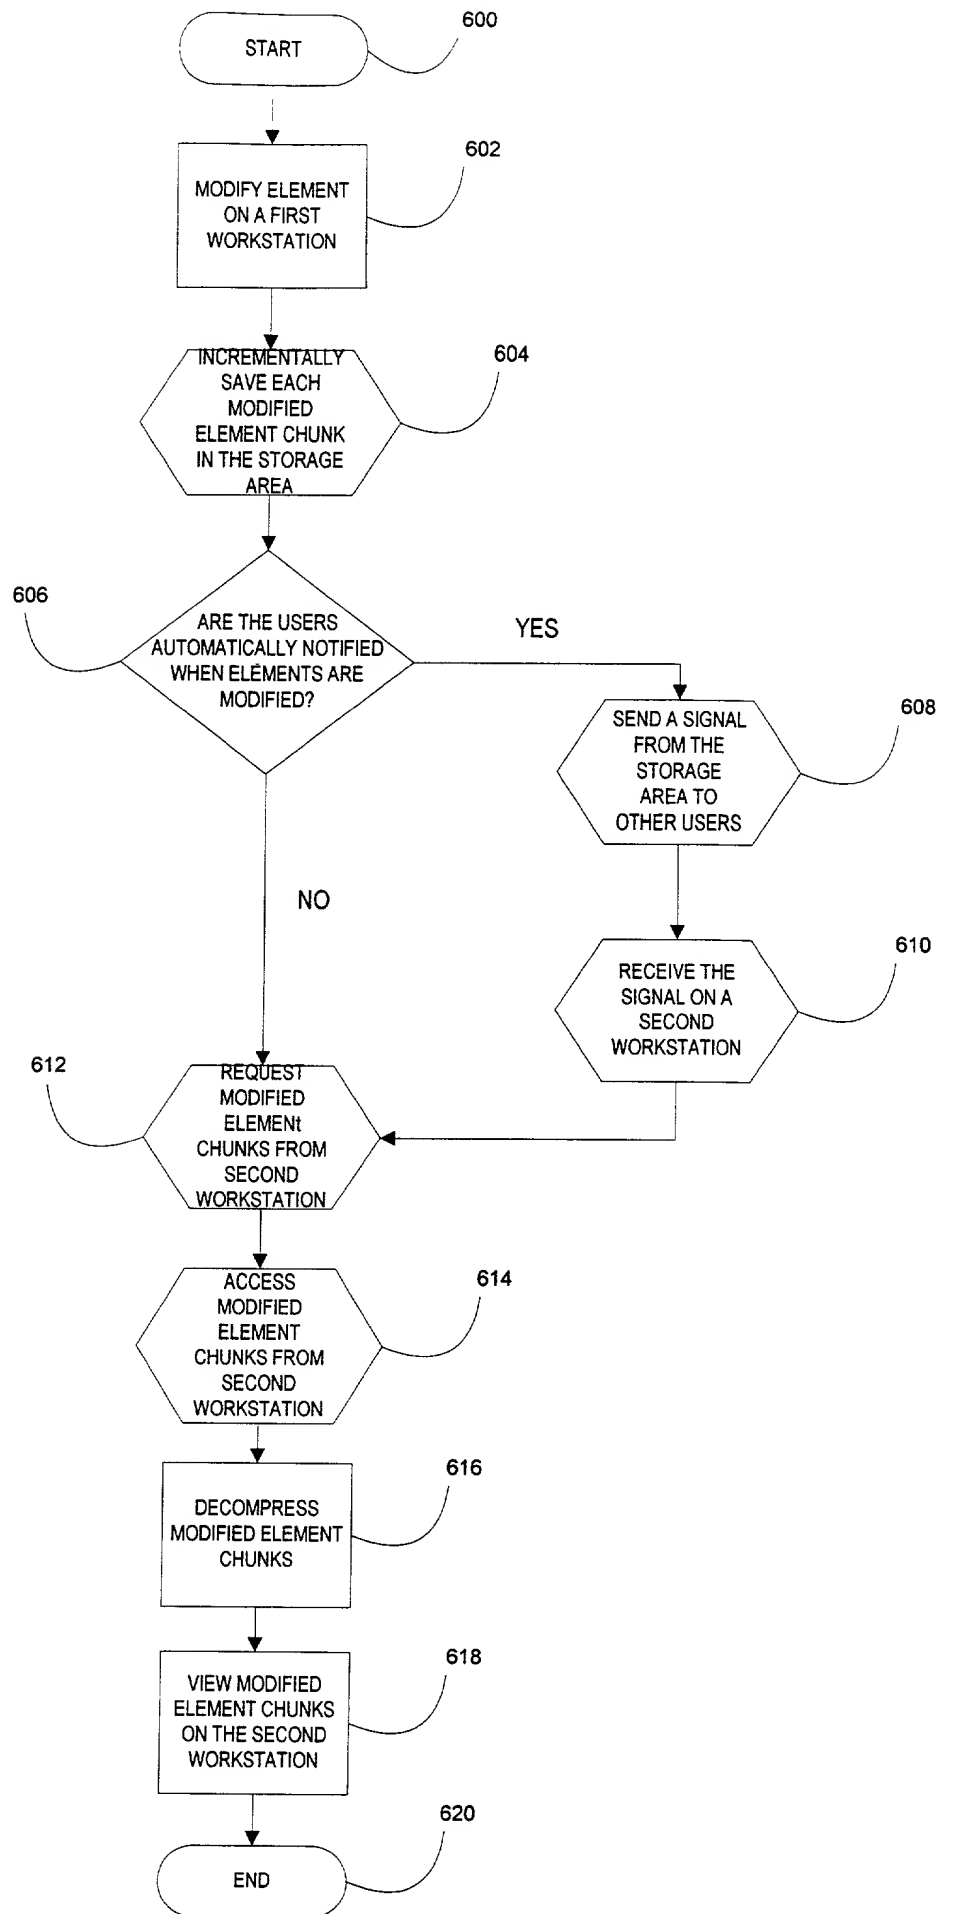 600
START
602
MODIFY ELEMENT
ON A FIRST
WORKSTATION
604
INCREMENTALLY
SAVE EACH
MODIFIED
ELEMENT CHUNK
IN THE STORAGE
AREA
606
ARE THE USERS
AUTOMATICALLY NOTIFIED
WHEN ELEMENTS ARE
MODIFIED?
YES
608
SEND A SIGNAL
FROM THE
STORAGE
AREA TO
OTHER USERS
NO
610
RECEIVE THE
SIGNAL ON A
SECOND
WORKSTATION
612
REQUEST
MODIFIED
ELEMENt
CHUNKS FROM
SECOND
WORKSTATION
614
ACCESS
MODIFIED
ELEMENT
CHUNKS FROM
SECOND
WORKSTATION
616
DECOMPRESS
MODIFIED ELEMENT
CHUNKS
618
VIEW MODIFIED
ELEMENT CHUNKS
ON THE SECOND
WORKSTATION
620
END